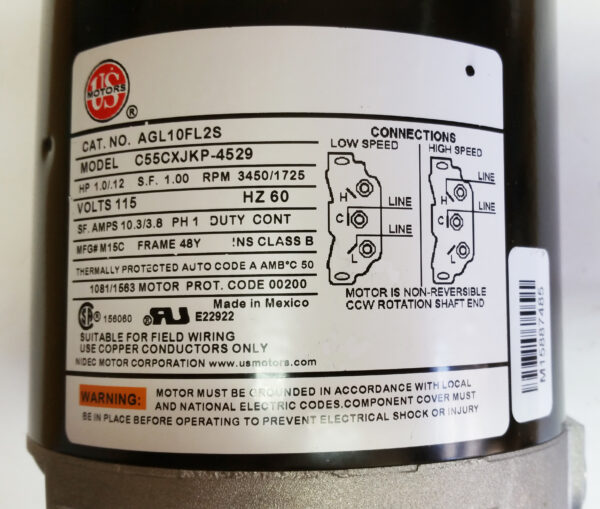 US
MOTORS
®
CAT. NO. AGL10FL2S
MODEL C55CXJKP-4529
HP 1.0/.12 S.F. 1.00 RPM 3450/1725
VOLTS 115 HZ 60
SF. AMPS 10.3/3.8 PH 1 DUTY CONT
MFG# M15C FRAME 48Y INS CLASS B
THERMALLY PROTECTED AUTO CODE A AMB°C 50
1081/1563 MOTOR PROT. CODE 00200
Made in Mexico
® 156060 ® E22922
SUITABLE FOR FIELD WIRING
USE COPPER CONDUCTORS ONLY
NIDEC MOTOR CORPORATION www.usmotors.com
CONNECTIONS
LOW SPEED HIGH SPEED
H LINE
C LINE
L
LINE
H
C LINE
L
MOTOR IS NON-REVERSIBLE
CCW ROTATION SHAFT END
WARNING: MOTOR MUST BE GROUNDED IN ACCORDANCE WITH LOCAL
AND NATIONAL ELECTRIC CODES.COMPONENT COVER MUST
BE IN PLACE BEFORE OPERATING TO PREVENT ELECTRICAL SHOCK OR INJURY
M15887485